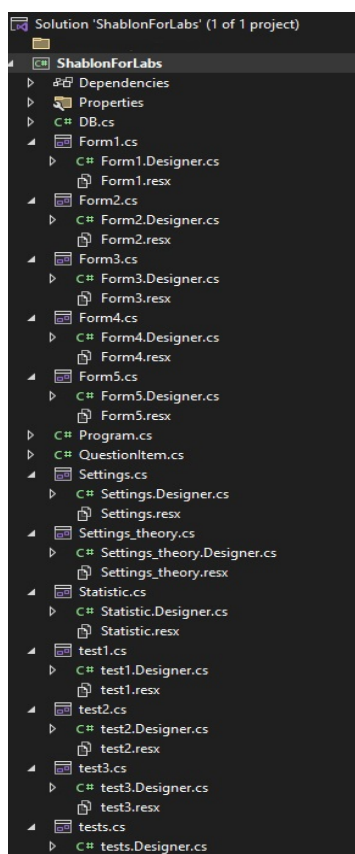 Solution 'ShablonForLabs' (1 of 1 project)
C# ShablonForLabs
Dependencies
Properties
C# DB.cs
Form1.cs
C# Form1.Designer.cs
Form1.resx
Form2.cs
C# Form2.Designer.cs
Form2.resx
Form3.cs
C# Form3.Designer.cs
Form3.resx
Form4.cs
C# Form4.Designer.cs
Form4.resx
Form5.cs
C# Form5.Designer.cs
Form5.resx
C# Program.cs
C# QuestionItem.cs
Settings.cs
C# Settings.Designer.cs
Settings.resx
Settings_theory.cs
C# Settings_theory.Designer.cs
Settings_theory.resx
Statistic.cs
C# Statistic.Designer.cs
Statistic.resx
test1.cs
C# test1.Designer.cs
test1.resx
test2.cs
C# test2.Designer.cs
test2.resx
test3.cs
C# test3.Designer.cs
test3.resx
tests.cs
C# tests.Designer.cs